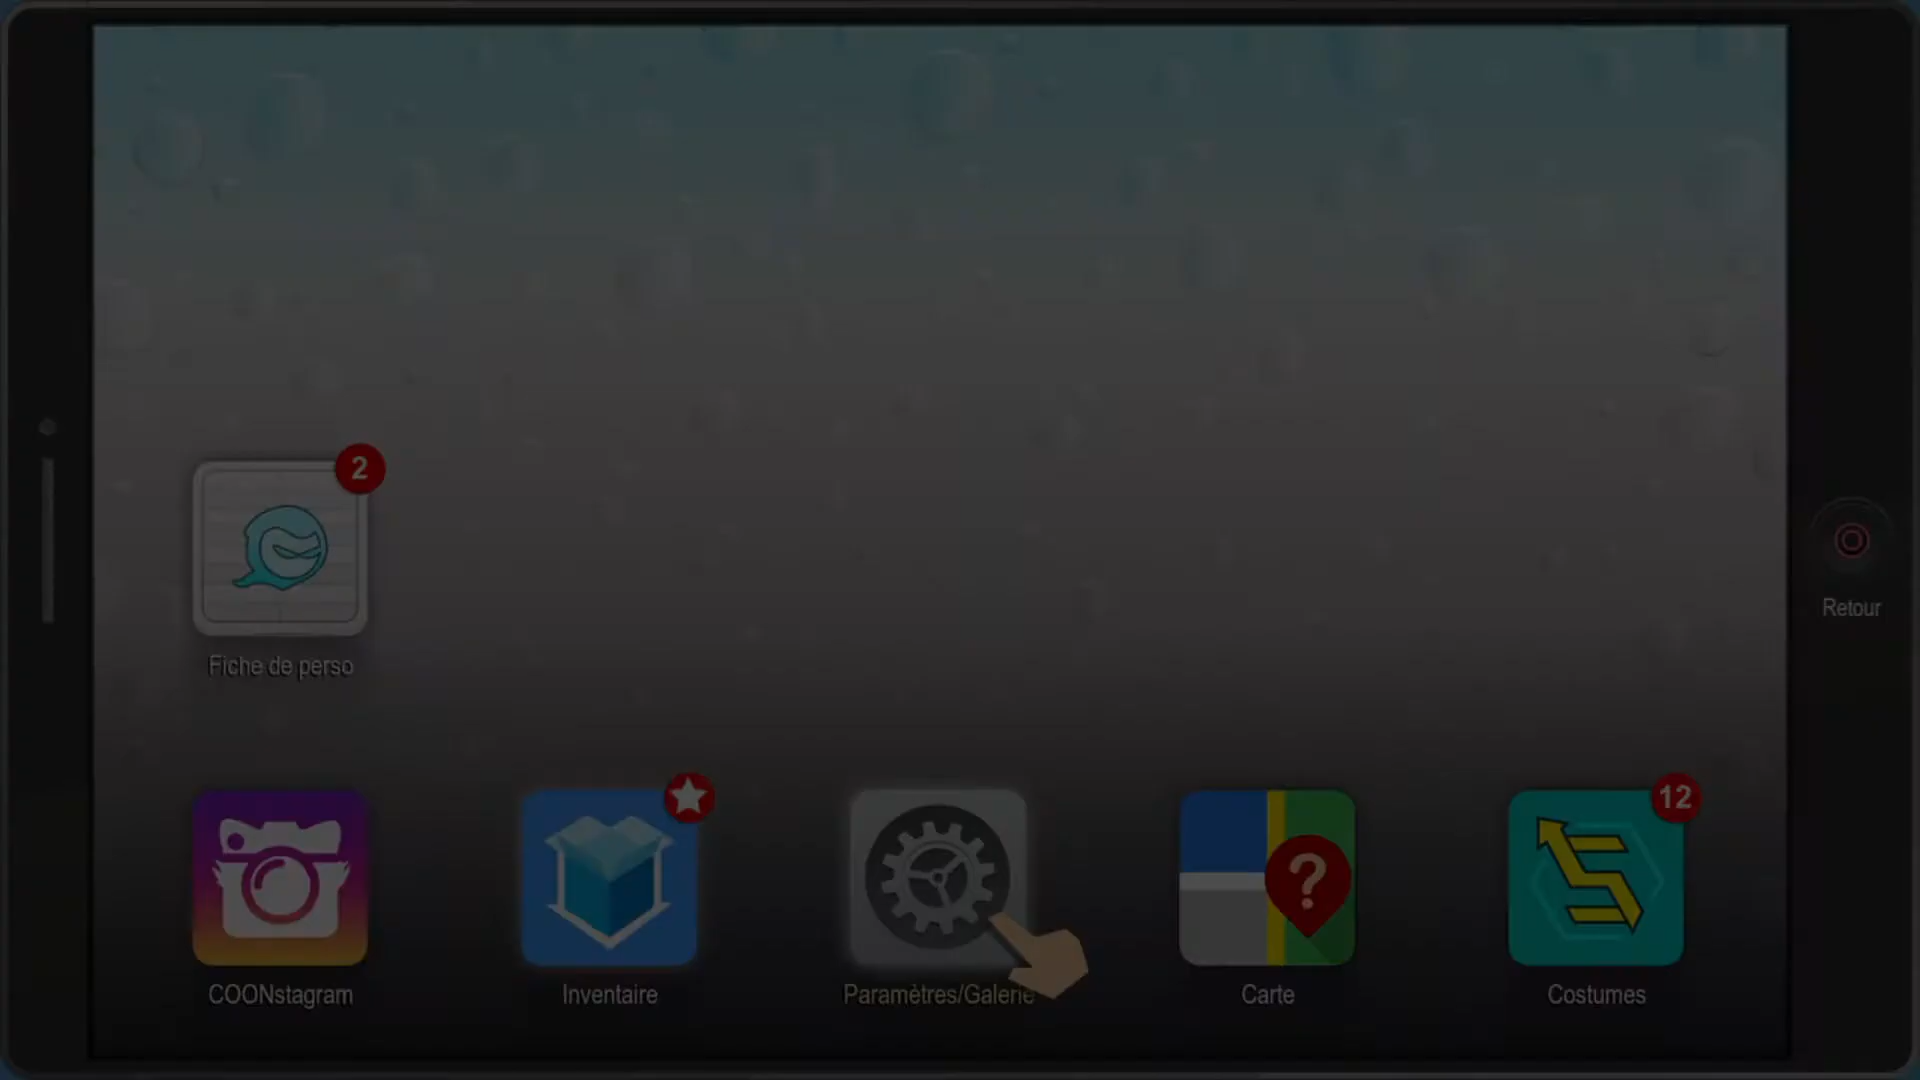 2
Fiche de perso
Retour
COONstagram
Inventaire
Paramètres/Galerie
?
Carte
12
Costumes